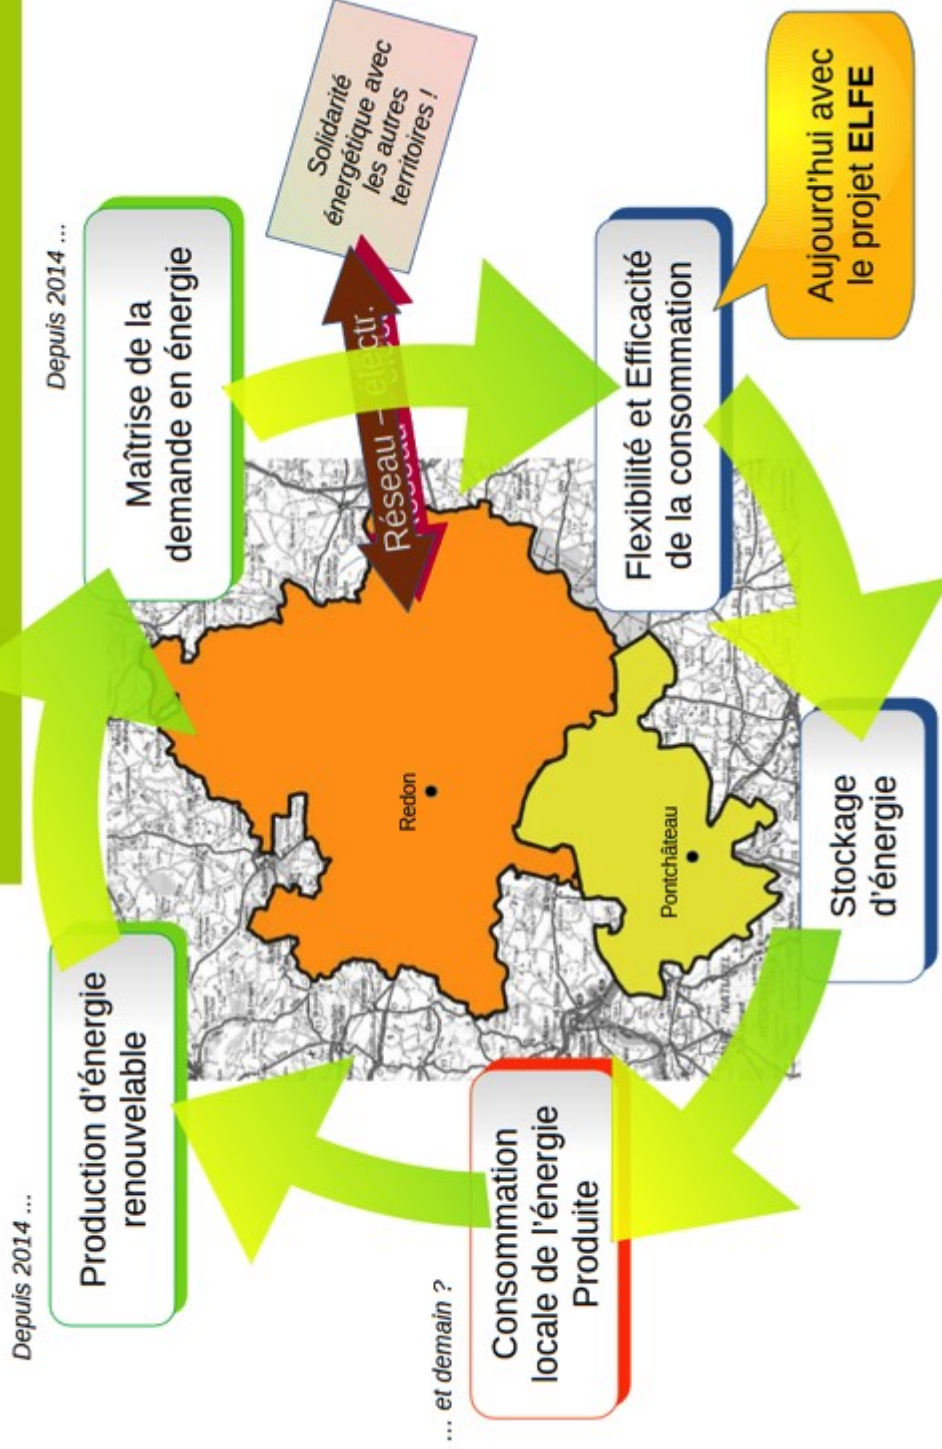 Depuis 2014 ...
Production d'énergie
renouvelable
Depuis 2014 ...
Maîtrise de la
demande en énergie
Solidarité
énergétique avec
les autres
territoires !
Réseau – électr.
Flexibilité et Efficacité
de la consommation
Aujourd'hui avec
le projet ELFE
Stockage
d'énergie
... et demain ?
Consommation
locale de l'énergie
Produite
Redon
Pontchâteau